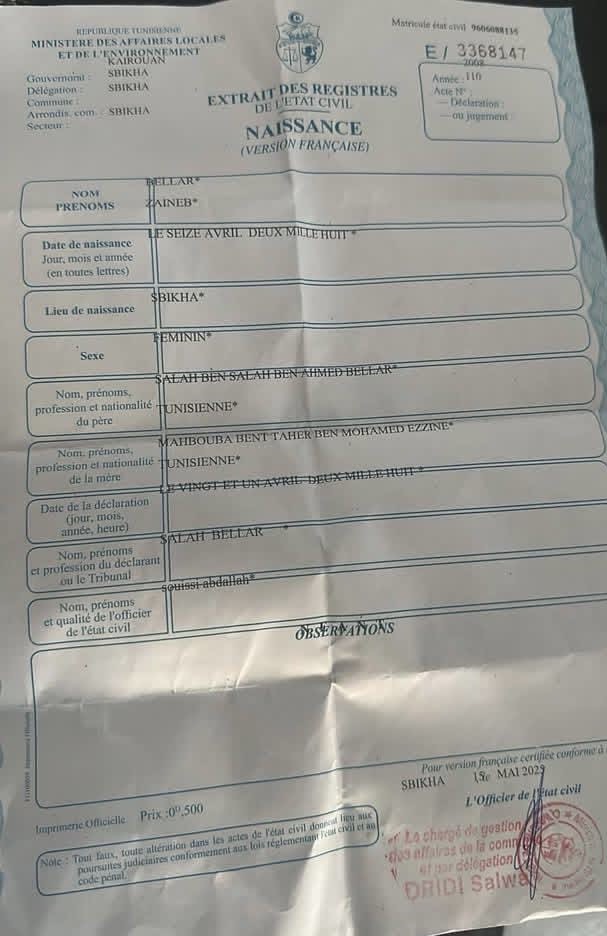 REPUBLIQUE TUNISIENNE
MINISTERE DES AFFAIRES LOCALES
ET DE L'ENVIRONNEMENT
KAIROUAN
Gouvernorat : SBIKHA
Délégation : SBIKHA
Commune :
Arrondis. com. : SBIKHA
Secteur :
Matricule état civil 9606088135
E / 3368147
2008
Année : 110
Acte N° :
— Déclaration :
— ou jugement :
EXTRAIT DES REGISTRES
DE L'ETAT CIVIL
NAISSANCE
(VERSION FRANÇAISE)
NOM
PRENOMS
BELLAR*
ZAINEB*
Date de naissance
Jour, mois et année
(en toutes lettres)
LE SEIZE AVRIL DEUX MILLE HUIT *
Lieu de naissance
SBIKHA*
Sexe
FEMININ*
Nom, prénoms,
profession et nationalité
du père
SALAH BEN SALAH BEN AHMED BELLAR*
TUNISIENNE*
Nom, prénoms,
profession et nationalité
de la mère
MAHBOUBA BENT TAHER BEN MOHAMED EZZINE*
TUNISIENNE*
Date de la déclaration
(jour, mois,
année, heure)
LE VINGT ET UN AVRIL DEUX MILLE HUIT *
Nom, prénoms
et profession du déclarant
ou le Tribunal
SALAH BELLAR *
Nom, prénoms
et qualité de l'officier
de l'état civil
souissi abdallah*
OBSERVATIONS
Pour version française certifiée conforme à
SBIKHA 15e MAI 2025
L'Officier de l'état civil
Imprimerie Officielle Prix :0D,500
Note : Tout faux, toute altération dans les actes de l'état civil donnent lieu aux
poursuites judiciaires conformement aux lois réglementant l'état civil et au
code pénal.
Le chargé de gestion
des affaires de la comm
et par délégation
DRIDI Salwa